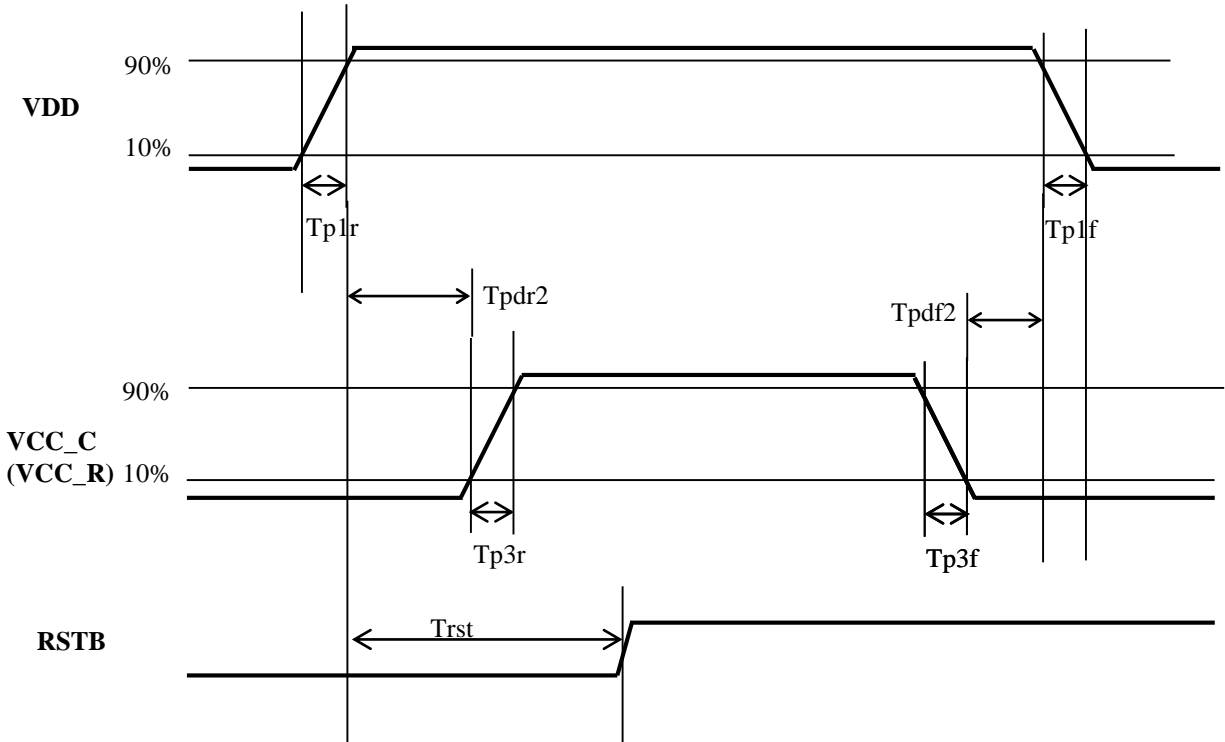 90%
VDD
10%
Tp1r
Tp1f
Tpdr2
Tpdf2
90%
VCC_C
(VCC_R) 10%
Tp3r
Tp3f
Trst
RSTB